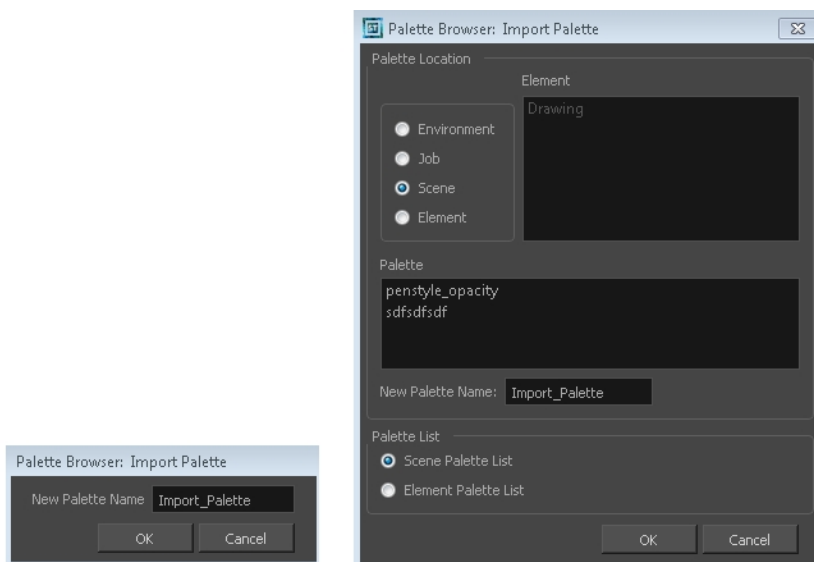 Palette Browser: Import Palette
New Palette Name Import_Palette
OK Cancel
Palette Browser: Import Palette
Palette Location
Element
Drawing
Environment
Job
Scene
Element
Palette
penstyle_opacity
sdfsdfsdf
New Palette Name: Import_Palette
Palette List
Scene Palette List
Element Palette List
OK Cancel